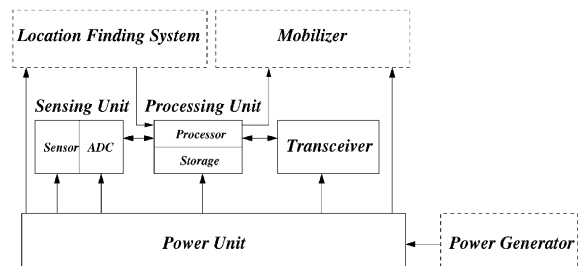 Location Finding System
Mobilizer
Sensing Unit
Processing Unit
Sensor
ADC
Processor
Storage
Transceiver
Power Unit
Power Generator